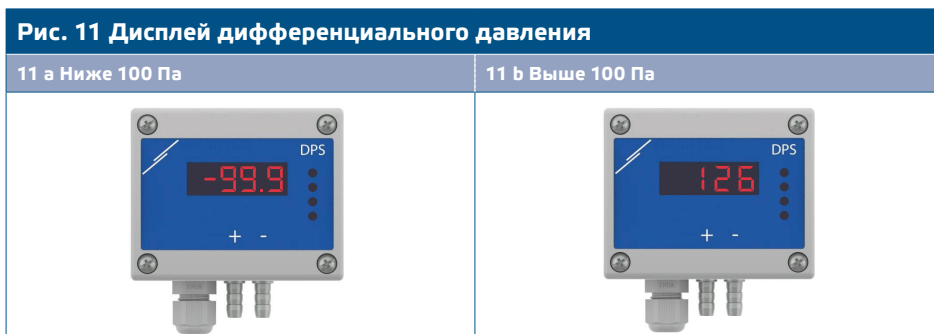 Рис. 11 Дисплей дифференциального давления
11 a Ниже 100 Па
11 b Выше 100 Па
DPS
-99.9
+ -
DPS
126
+ -